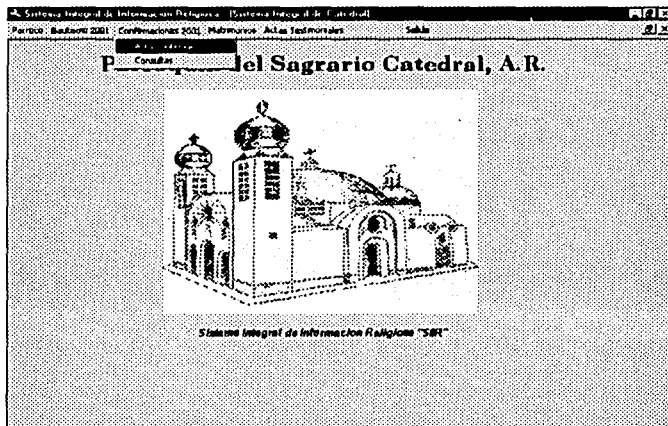 Sistema Integral de Informacion Religiosa - [Sistema Integral de Catedral]
Parroco Bautismo 2001 Confirmaciones 2001 Matrimonios Actas Testimoniales Salida
Consultas
del Sagrario Catedral, A.R.
Sistema Integral de Informacion Religiosa "SIIR"